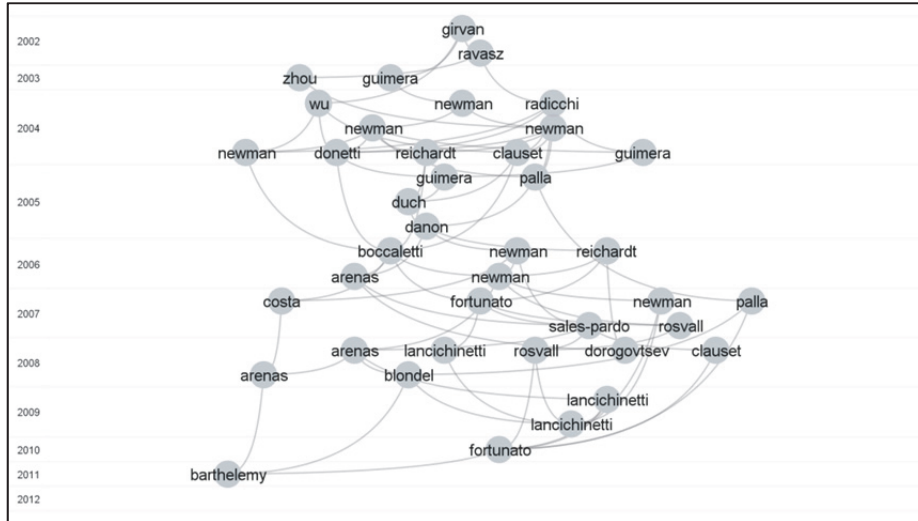 girvan
2002
ravasz
2003
zhou
guimera
wu
newman
radicchi
2004
newman
newman
newman
donetti
reichardt
clauset
guimera
guimera
palla
2005
duch
danon
boccaletti
newman
reichardt
2006
arenas
newman
costa
fortunato
newman
palla
2007
sales-pardo
rosvall
arenas
lancichinetti
rosvall
dorogovtsev
clauset
2008
arenas
blondel
lancichinetti
2009
lancichinetti
2010
fortunato
2011
barthelemy
2012